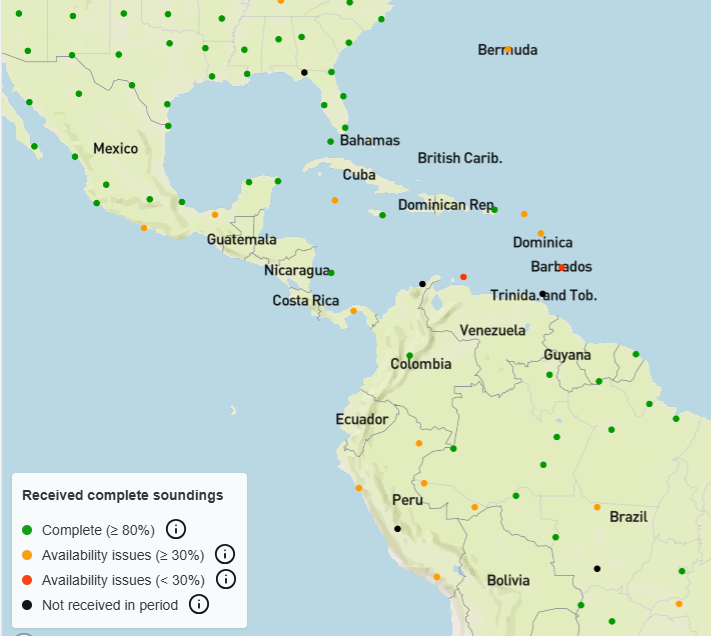 Bermuda
Bahamas
Mexico
British Carib.
Cuba
Dominican Rep.
Guatemala
Dominica
Nicaragua
Barbados
Costa Rica
Trinida. and Tob.
Venezuela
Guyana
Colombia
Ecuador
Peru
Brazil
Bolivia
Received complete soundings
Complete (≥ 80%)
Availability issues (≥ 30%)
Availability issues (< 30%)
Not received in period